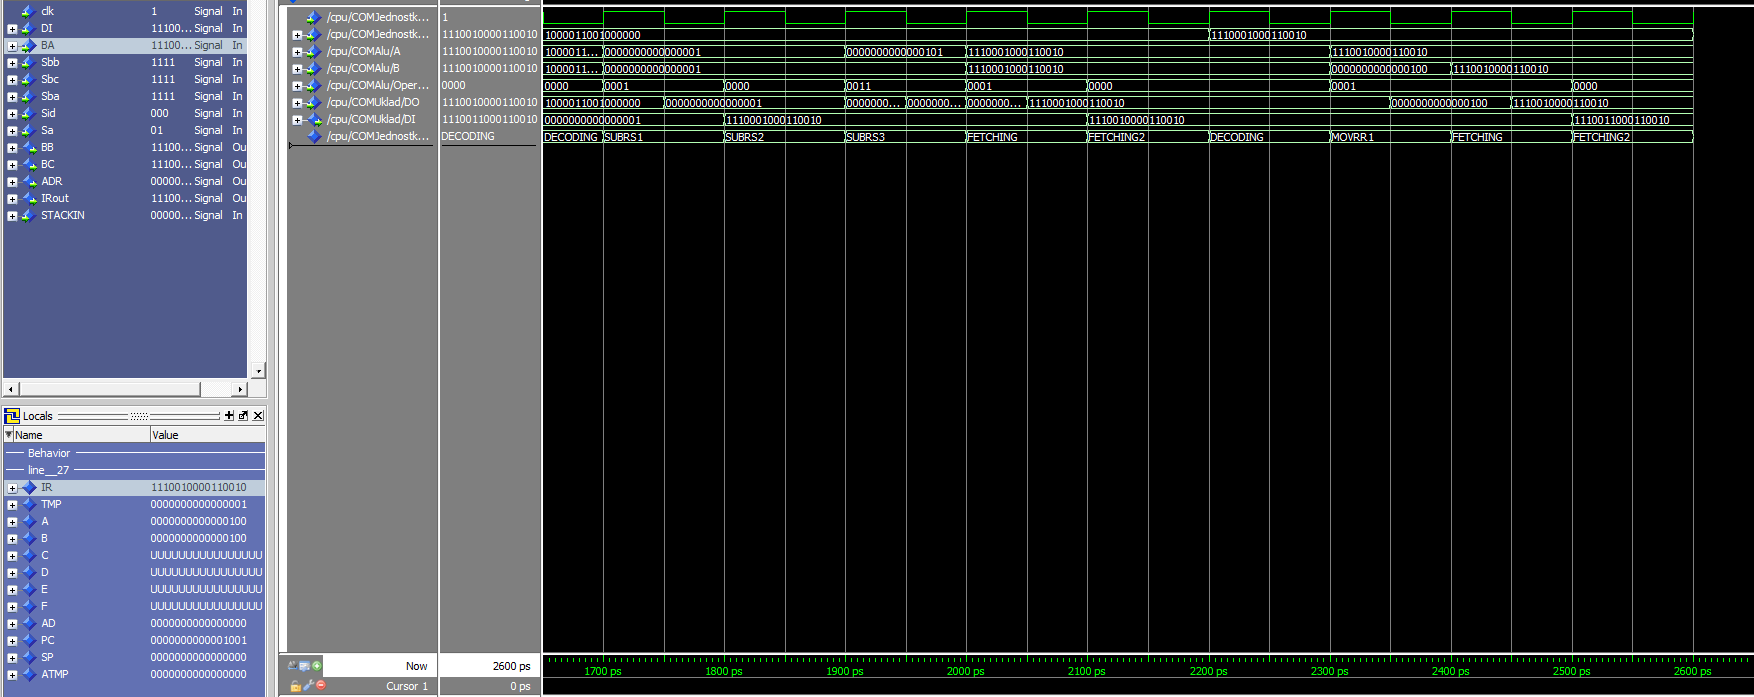 clk 1 Signal In
DI 11100... Signal In
BA 11100... Signal In
Sbb 1111 Signal In
Sbc 1111 Signal In
Sba 1111 Signal In
Sid 000 Signal In
Sa 01 Signal In
BB 11100... Signal Ou
BC 11100... Signal Ou
ADR 00000... Signal Ou
IRout 11100... Signal Ou
STACKIN 00000... Signal In
Locals
Name Value
Behavior
line__27
IR 1110010000110010
TMP 0000000000000001
A 0000000000000100
B 0000000000000100
C UUUUUUUUUUUUUUUU
D UUUUUUUUUUUUUUUU
E UUUUUUUUUUUUUUUU
F UUUUUUUUUUUUUUUU
AD 0000000000000000
PC 0000000000001001
SP 0000000000000000
ATMP 0000000000000000
/cpu/COMJednostk... 1
/cpu/COMJednostk... 1110010000110010 1000011001000000 1110001000110010
/cpu/COMAlu/A 1110010000110010 1000011... 0000000000000001 0000000000000101 1110001000110010 1110010000110010
/cpu/COMAlu/B 1110010000110010 1000011... 0000000000000001 1110001000110010 0000000000000100 1110010000110010
/cpu/COMAlu/Oper... 0000 0000 0001 0000 0011 0001 0000 0001 0000
/cpu/COMUklad/DO 1110010000110010 1000011001000000 0000000000000001 0000000... 0000000... 0000000... 1110001000110010 0000000000000100 1110010000110010
/cpu/COMUklad/DI 1110011000110010 0000000000000001 1110001000110010 1110010000110010 1110011000110010
/cpu/COMJednostk... DECODING DECODING SUBRS1 SUBRS2 SUBRS3 FETCHING FETCHING2 DECODING MOVRR1 FETCHING FETCHING2
Now 2600 ps 1700 ps 1800 ps 1900 ps 2000 ps 2100 ps 2200 ps 2300 ps 2400 ps 2500 ps 2600 ps
Cursor 1 0 ps